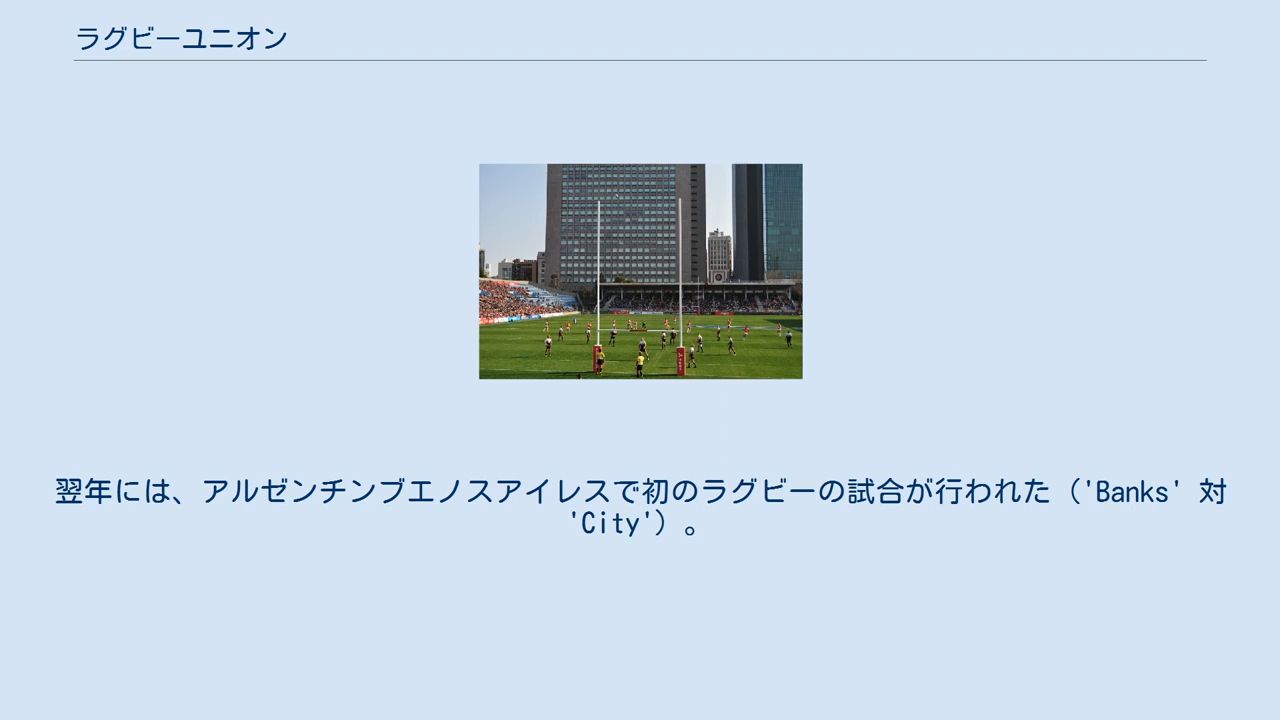 ラグビーユニオン
翌年には、アルゼンチンブエノスアイレスで初のラグビーの試合が行われた（'Banks' 対
'City'）。